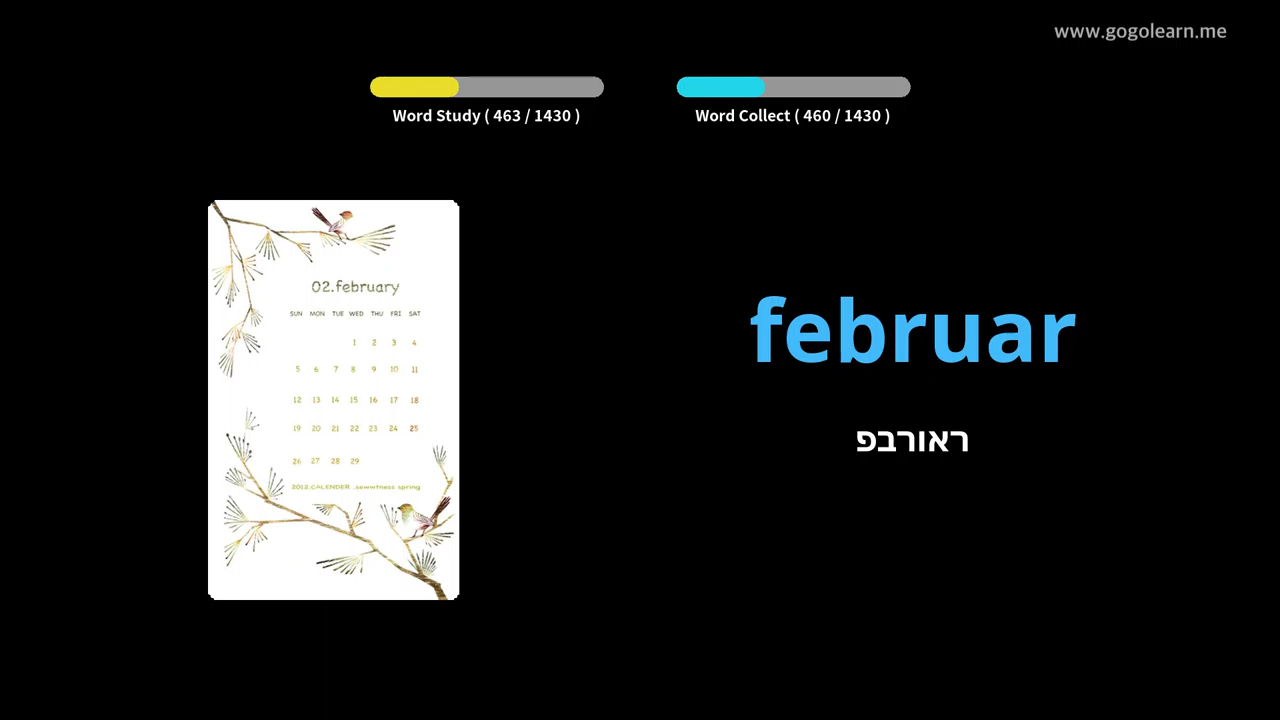 www.gogolearn.me
Word Study ( 463 / 1430 )
Word Collect ( 460 / 1430 )
02.february
SUN MON TUE WED THU FRI SAT
1 2 3 4
5 6 7 8 9 10 11
12 13 14 15 16 17 18
19 20 21 22 23 24 25
26 27 28 29
2012.CALENDER .sewwtness spring
februar
ראורבפ